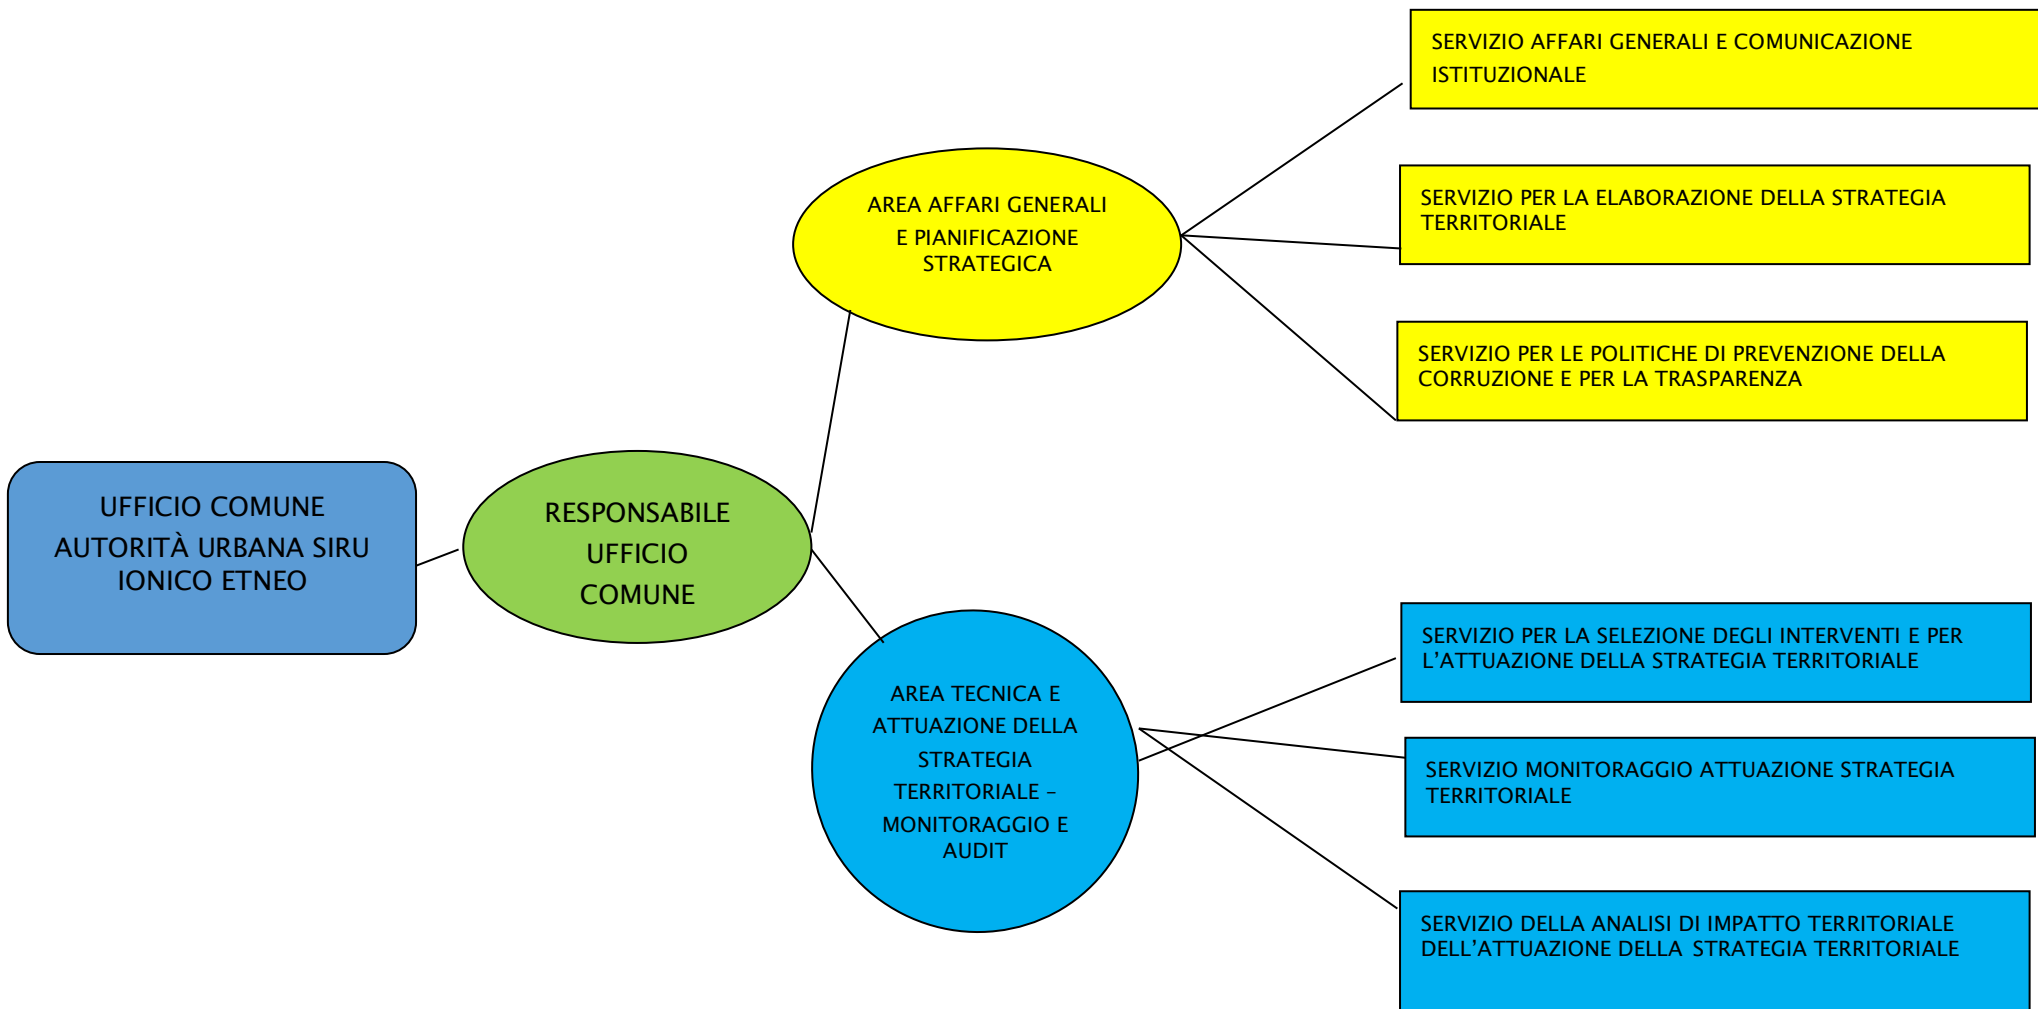 UFFICIO COMUNE
AUTORITÀ URBANA SIRU
IONICO ETNEO
RESPONSABILE
UFFICIO
COMUNE
AREA AFFARI GENERALI
E PIANIFICAZIONE
STRATEGICA
SERVIZIO AFFARI GENERALI E COMUNICAZIONE
ISTITUZIONALE
SERVIZIO PER LA ELABORAZIONE DELLA STRATEGIA
TERRITORIALE
SERVIZIO PER LE POLITICHE DI PREVENZIONE DELLA
CORRUZIONE E PER LA TRASPARENZA
AREA TECNICA E
ATTUAZIONE DELLA
STRATEGIA
TERRITORIALE –
MONITORAGGIO E
AUDIT
SERVIZIO PER LA SELEZIONE DEGLI INTERVENTI E PER
L’ATTUAZIONE DELLA STRATEGIA TERRITORIALE
SERVIZIO MONITORAGGIO ATTUAZIONE STRATEGIA
TERRITORIALE
SERVIZIO DELLA ANALISI DI IMPATTO TERRITORIALE
DELL’ATTUAZIONE DELLA STRATEGIA TERRITORIALE